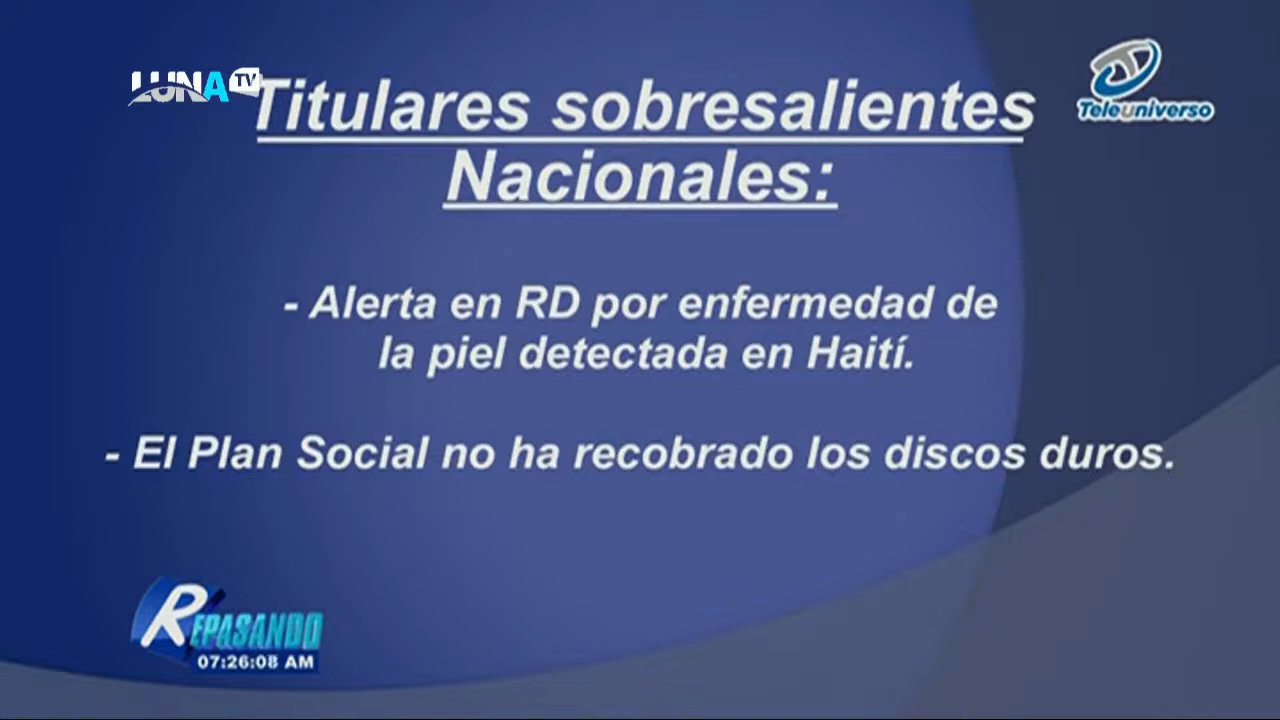 LUNA TV
Titulares sobresalientes
Teleuniverso
Nacionales:
- Alerta en RD por enfermedad de
la piel detectada en Haití.
- El Plan Social no ha recobrado los discos duros.
REPASANDO
07:26:08 AM